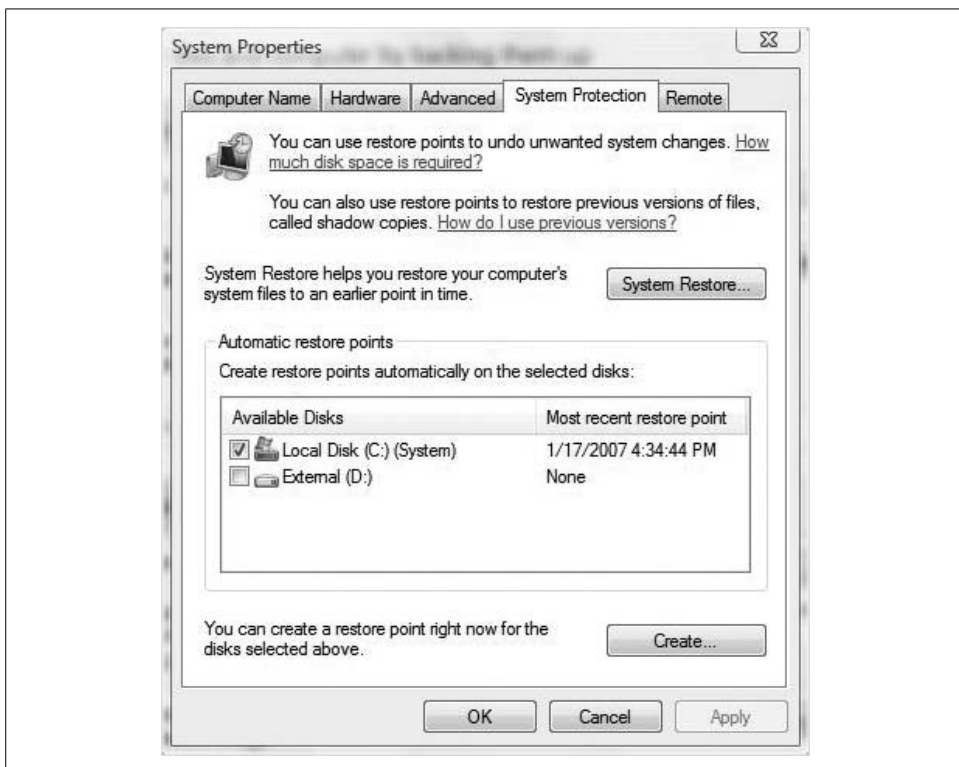 System Properties
Computer Name Hardware Advanced System Protection Remote
You can use restore points to undo unwanted system changes. How
much disk space is required?
You can also use restore points to restore previous versions of files,
called shadow copies. How do I use previous versions?
System Restore helps you restore your computer's
system files to an earlier point in time.
System Restore...
Automatic restore points
Create restore points automatically on the selected disks:
Available Disks Most recent restore point
Local Disk (C:) (System) 1/17/2007 4:34:44 PM
External (D:) None
You can create a restore point right now for the
disks selected above.
Create...
OK Cancel Apply